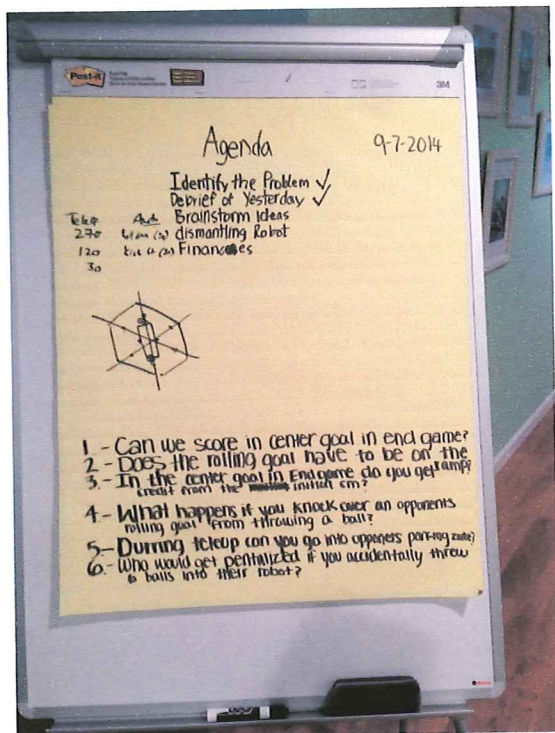 Post-it
3M
Agenda
9-7-2014
Identify the Problem ✓
Debrief of Yesterday ✓
Brainstorm Ideas
dismantling Robot
Finances
270
120
30
1 - Can we score in center goal in end game?
2 - Does the rolling goal have to be on the ramp?
3. - In the center goal in End game do you get
credit from the initial cm?
4 - What happens if you knock over an opponents
rolling goal from throwing a ball?
5 - Durring teleup can you go into opponents parking zone?
6. - Who would get pentalized if you accidentally threw
a balls into their robot?